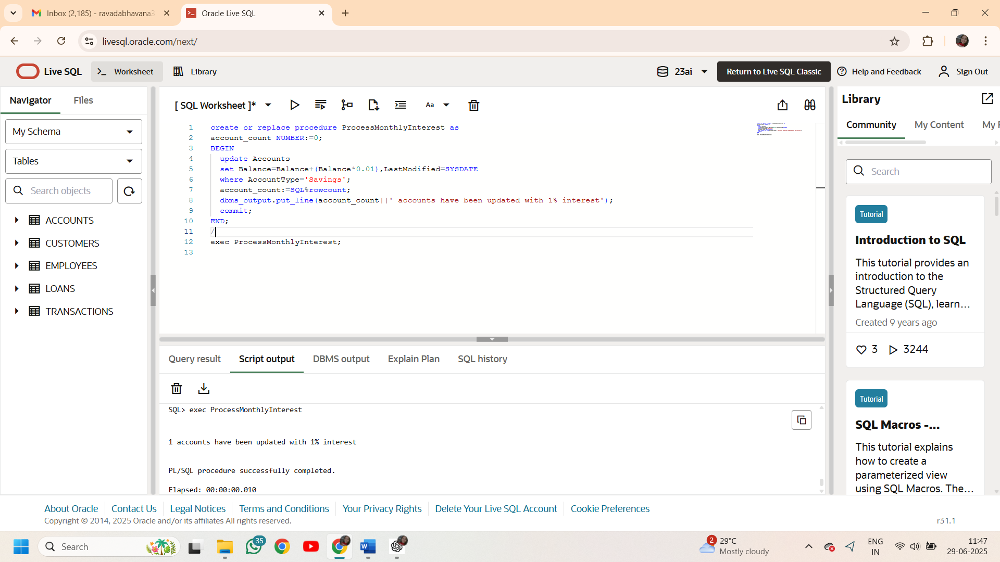 Inbox (2,185) - ravadabhavana3
Oracle Live SQL
livesql.oracle.com/next/
Live SQL
Worksheet
Library
23ai
Return to Live SQL Classic
Help and Feedback
Sign Out
Navigator
Files
My Schema
Tables
Search objects
ACCOUNTS
CUSTOMERS
EMPLOYEES
LOANS
TRANSACTIONS
[ SQL Worksheet ]*
Aa
1 create or replace procedure ProcessMonthlyInterest as
2 account_count NUMBER:=0;
3 BEGIN
4 update Accounts
5 set Balance=Balance+(Balance*0.01),LastModified=SYSDATE
6 where AccountType='Savings';
7 account_count:=SQL%rowcount;
8 dbms_output.put_line(account_count||' accounts have been updated with 1% interest');
9 commit;
10 END;
11 /
12 exec ProcessMonthlyInterest;
13
Query result
Script output
DBMS output
Explain Plan
SQL history
SQL> exec ProcessMonthlyInterest
1 accounts have been updated with 1% interest
PL/SQL procedure successfully completed.
Elapsed: 00:00:00.010
Library
Community
My Content
My
Search
Tutorial
Introduction to SQL
This tutorial provides an
introduction to the
Structured Query
Language (SQL), learn...
Created 9 years ago
3
3244
Tutorial
SQL Macros -...
This tutorial explains
how to create a
parameterized view
using SQL Macros. The...
About Oracle
Contact Us
Legal Notices
Terms and Conditions
Your Privacy Rights
Delete Your Live SQL Account
Cookie Preferences
Copyright © 2014, 2025 Oracle and/or its affiliates All rights reserved.
r31.1
Search
35
2
29°C
Mostly cloudy
ENG
IN
11:47
29-06-2025